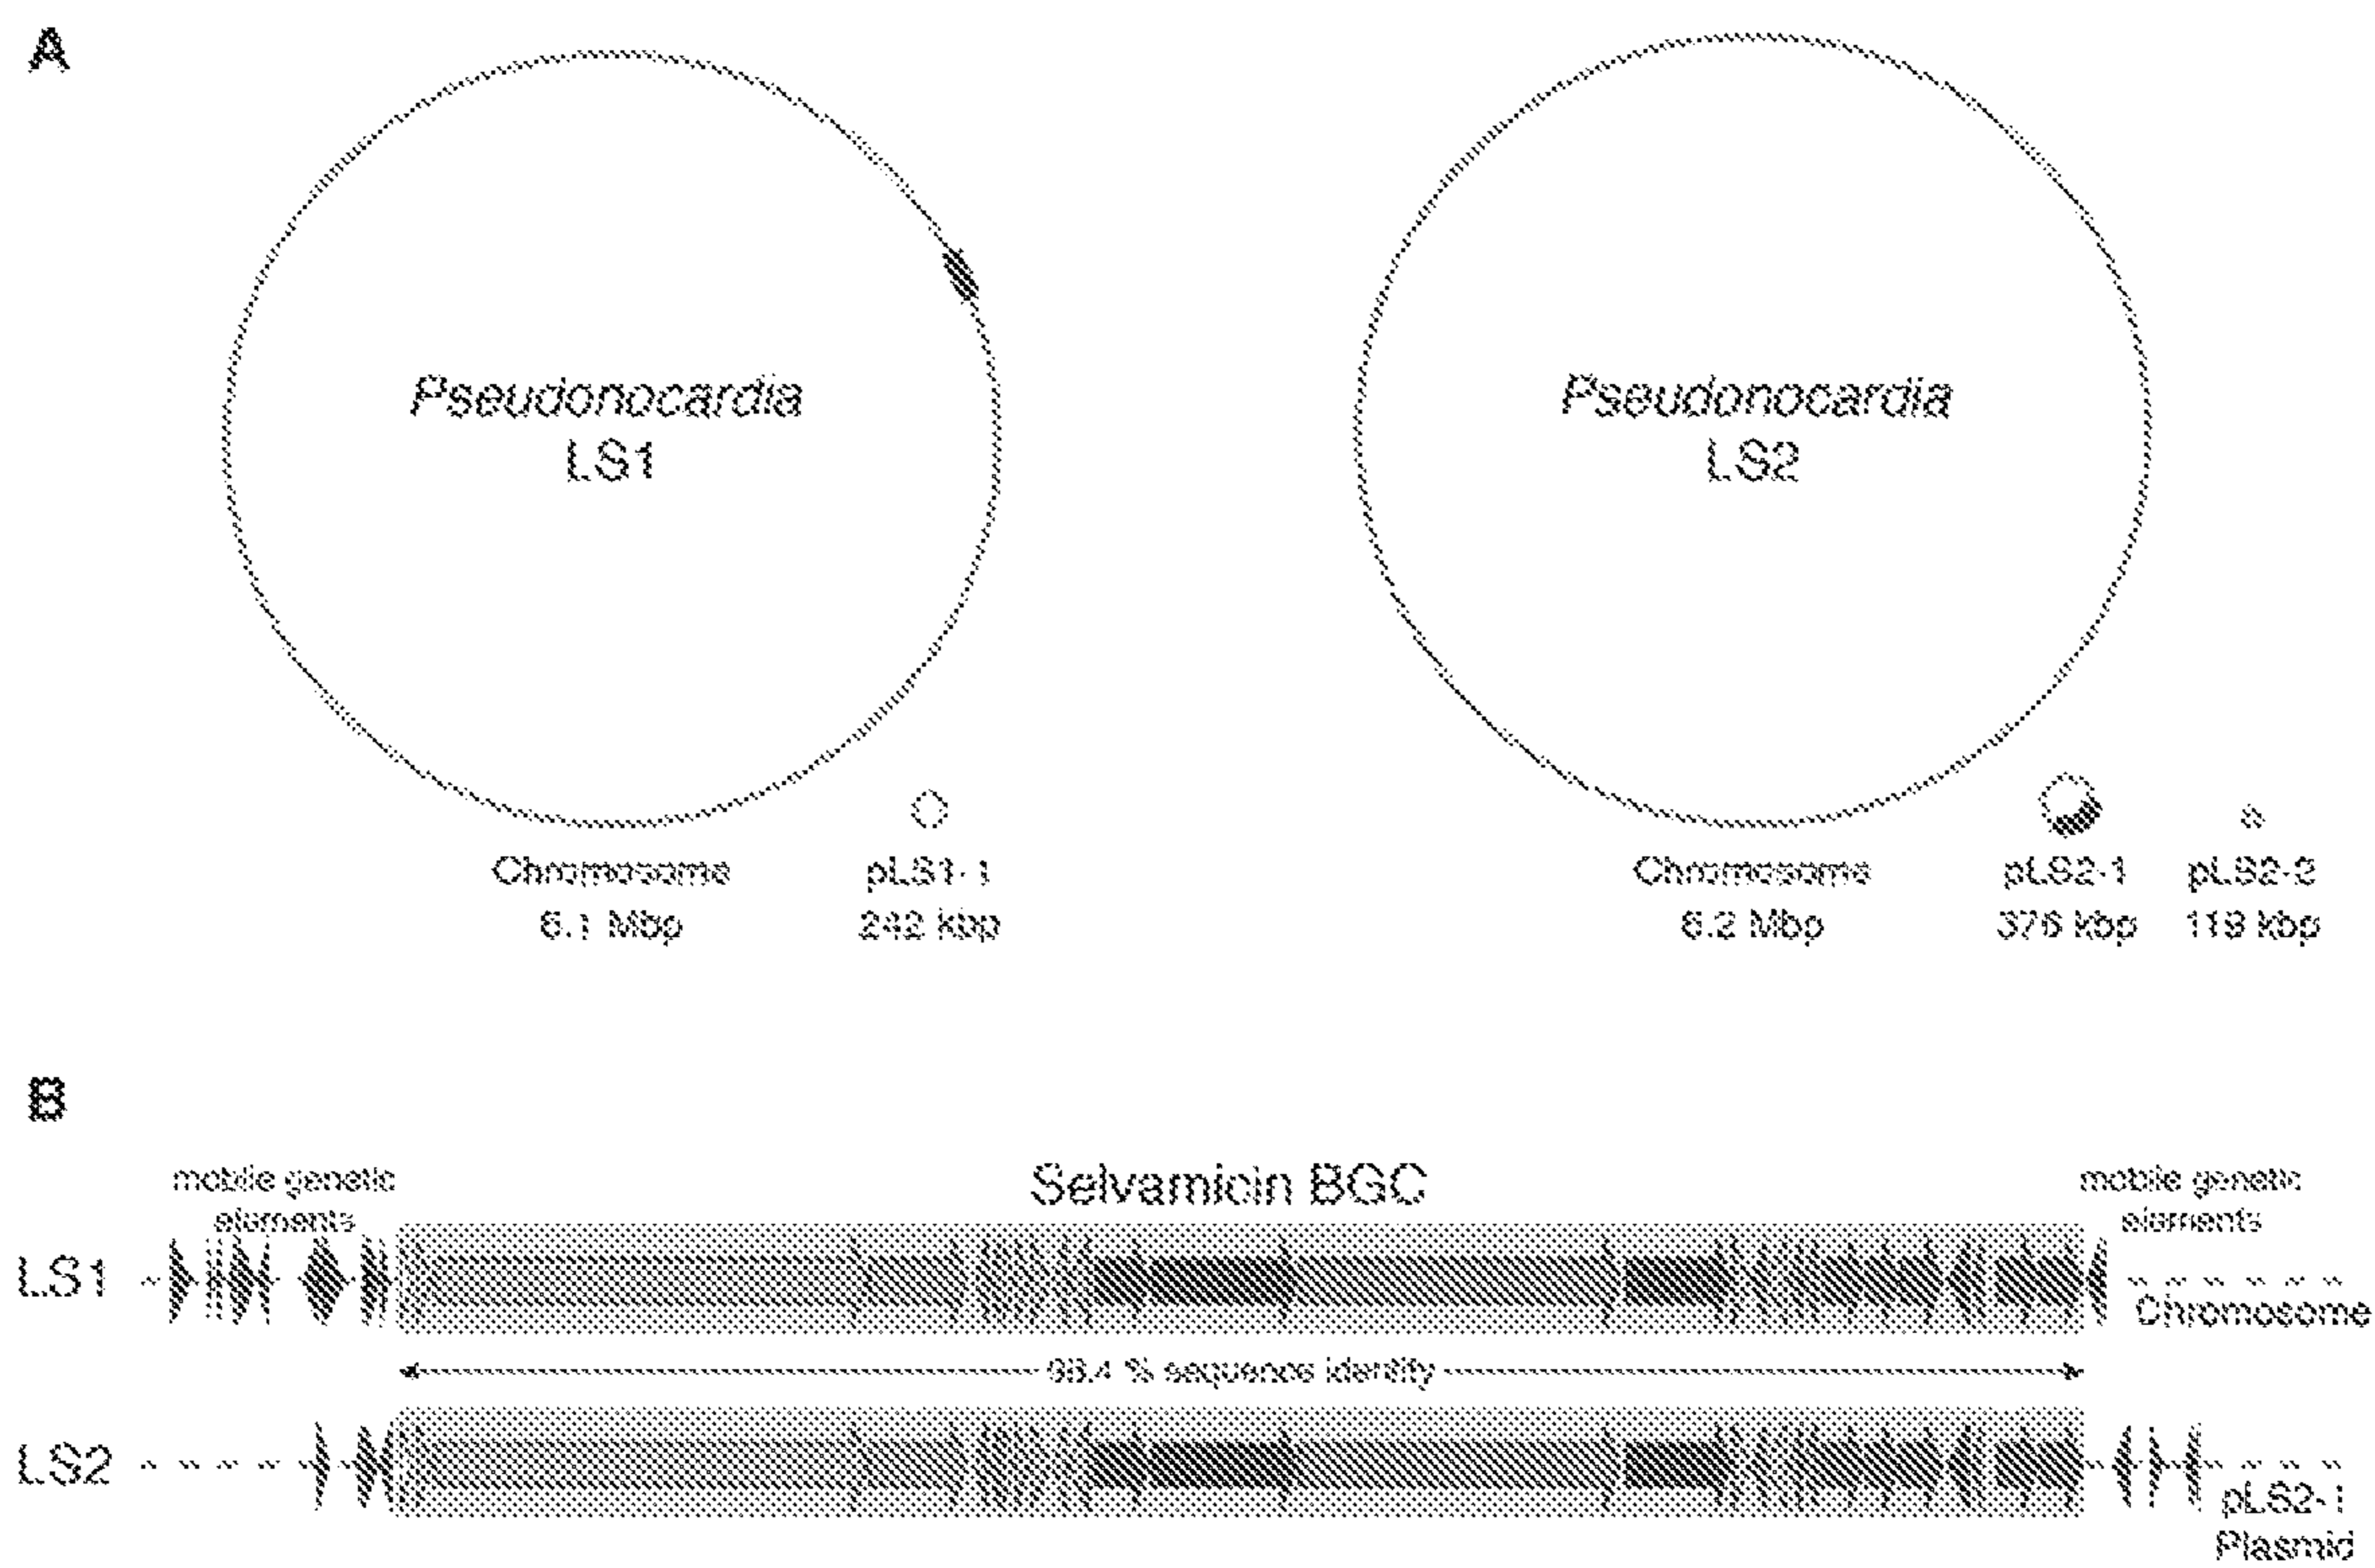 A
Pseudonocardia
LS1
Pseudonocardia
LS2
Chromosome
6.1 Mbp
pLS1-1
242 kbp
Chromosome
6.2 Mbp
pLS2-1
376 kbp
pLS2-2
119 kbp
B
mobile genetic
elements
Selvamicin BGC
mobile genetic
elements
LS1
Chromosome
98.4 % sequence identity
LS2
pLS2-1
Plasmid